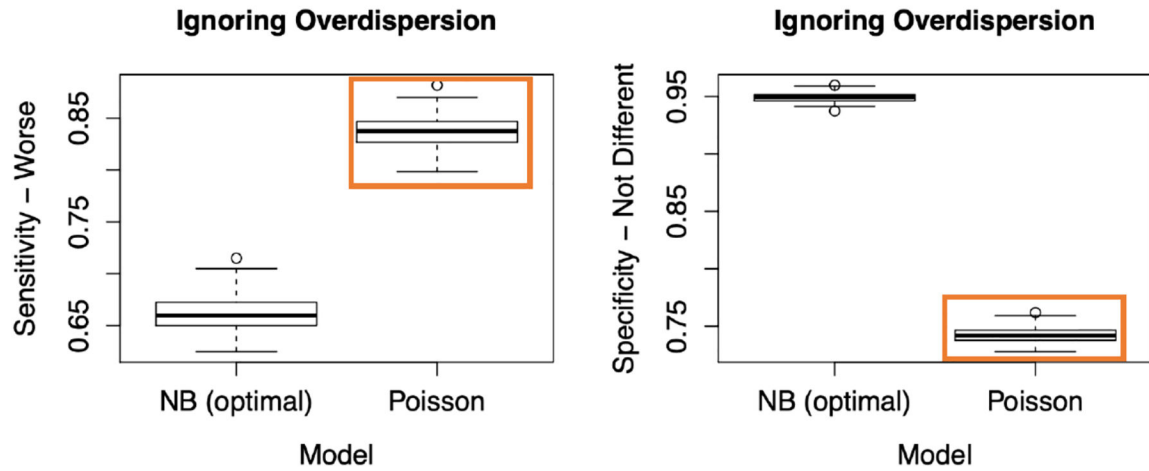 Ignoring Overdispersion
Sensitivity – Worse
0.85
0.75
0.65
NB (optimal) Poisson
Model
Ignoring Overdispersion
Specificity – Not Different
0.95
0.85
0.75
NB (optimal) Poisson
Model